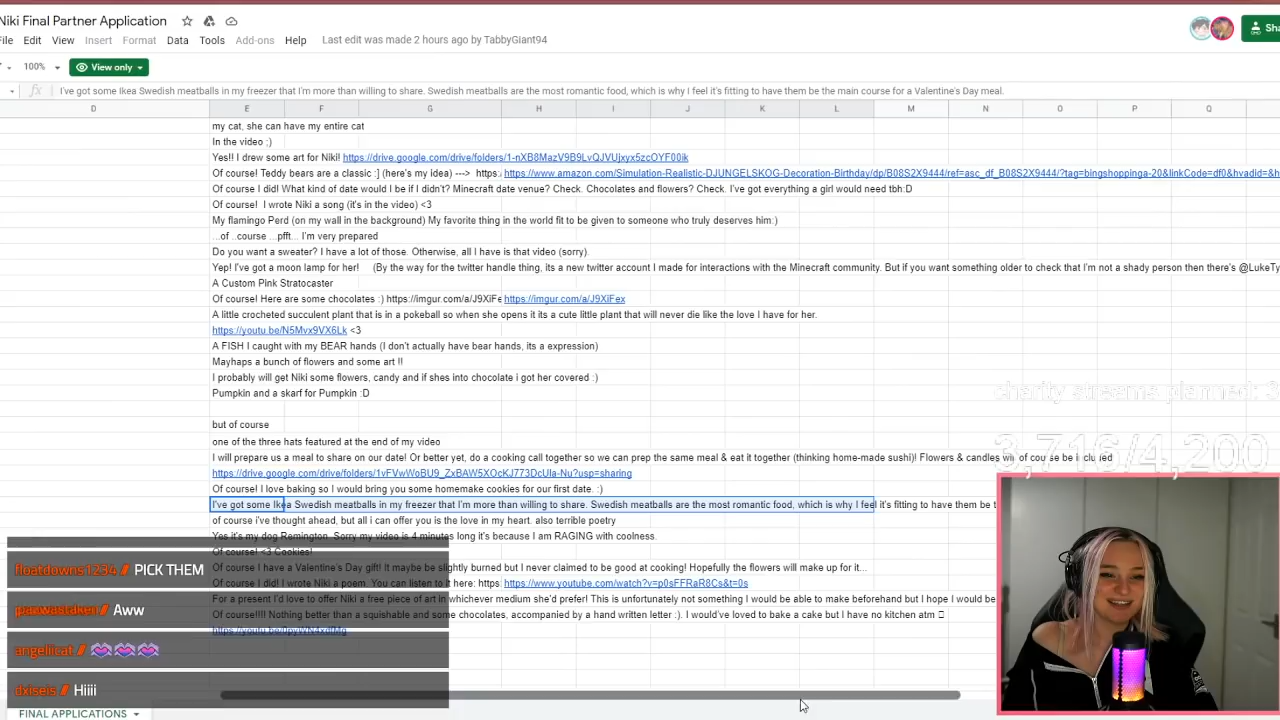 Niki Final Partner Application
File Edit View Insert Format Data Tools Add-ons Help Last edit was made 2 hours ago by TabbyGiant94
100% View only
fx I've got some Ikea Swedish meatballs in my freezer that I'm more than willing to share. Swedish meatballs are the most romantic food, which is why I feel it's fitting to have them be the main course for a Valentine's Day meal.
D E F G H I J K L M N O P Q
my cat, she can have my entire cat
In the video ;)
Yes!! I drew some art for Niki! https://drive.google.com/drive/folders/1-nXB8MazV9B9LvQJVUjxyx5zcOYF00ik
Of course! Teddy bears are a classic :] (here's my idea) ---> https: https://www.amazon.com/Simulation-Realistic-DJUNGELSKOG-Decoration-Birthday/dp/B08S2X9444/ref=asc_df_B08S2X9444/?tag=bingshoppinga-20&linkCode=df0&hvadid=&h
Of course I did! What kind of date would I be if I didn't? Minecraft date venue? Check. Chocolates and flowers? Check. I've got everything a girl would need tbh:D
Of course!  I wrote Niki a song (it's in the video) <3
My flamingo Perd (on my wall in the background) My favorite thing in the world fit to be given to someone who truly deserves him:)
...of ..course ...pfft... I'm very prepared
Do you want a sweater? I have a lot of those. Otherwise, all I have is that video (sorry).
Yep! I've got a moon lamp for her!    (By the way for the twitter handle thing, its a new twitter account I made for interactions with the Minecraft community. But if you want something older to check that I'm not a shady person then there's @LukeTy
A Custom Pink Stratocaster
Of course! Here are some chocolates :) https://imgur.com/a/J9XiFe https://imgur.com/a/J9XiFex
A little crocheted succulent plant that is in a pokeball so when she opens it its a cute little plant that will never die like the love I have for her.
https://youtu.be/N5Mvx9VX6Lk <3
A FISH I caught with my BEAR hands (I don't actually have bear hands, its a expression)
Mayhaps a bunch of flowers and some art !!
I probably will get Niki some flowers, candy and if shes into chocolate i got her covered :)
Pumpkin and a skarf for Pumpkin :D
but of course
one of the three hats featured at the end of my video
I will prepare us a meal to share on our date! Or better yet, do a cooking call together so we can prep the same meal & eat it together (thinking home-made sushi)! Flowers & candles will of course be included
https://drive.google.com/drive/folders/1vFVwWoBU9_ZxBAW5XOcKJ773DcUla-Nu?usp=sharing
Of course! I love baking so I would bring you some homemake cookies for our first date. :)
I've got some Ikea Swedish meatballs in my freezer that I'm more than willing to share. Swedish meatballs are the most romantic food, which is why I feel it's fitting to have them be t
of course i've thought ahead, but all i can offer you is the love in my heart. also terrible poetry
Yes it's my dog Remington. Sorry my video is 4 minutes long it's because I am RAGING with coolness.
Of course! <3 Cookies!
Of course I have a Valentine's Day gift! It maybe be slightly burned but I never claimed to be good at cooking! Hopefully the flowers will make up for it...
Of course I did! I wrote Niki a poem. You can listen to it here: https: https://www.youtube.com/watch?v=p0sFFRaR8Cs&t=0s
For a present I'd love to offer Niki a free piece of art in whichever medium she'd prefer! This is unfortunately not something I would be able to make beforehand but I hope I would be
Of course!!!! Nothing better than a squishable and some chocolates, accompanied by a hand written letter :). I would've loved to bake a cake but I have no kitchen atm
https://youtu.be/0pyWN4xdfMg
charity streams planned: 3
3,716/4,200
floatdowns1234 / PICK THEM
paawastaken / Aww
angeliicat /
dxiseis / Hiiii
FINAL APPLICATIONS